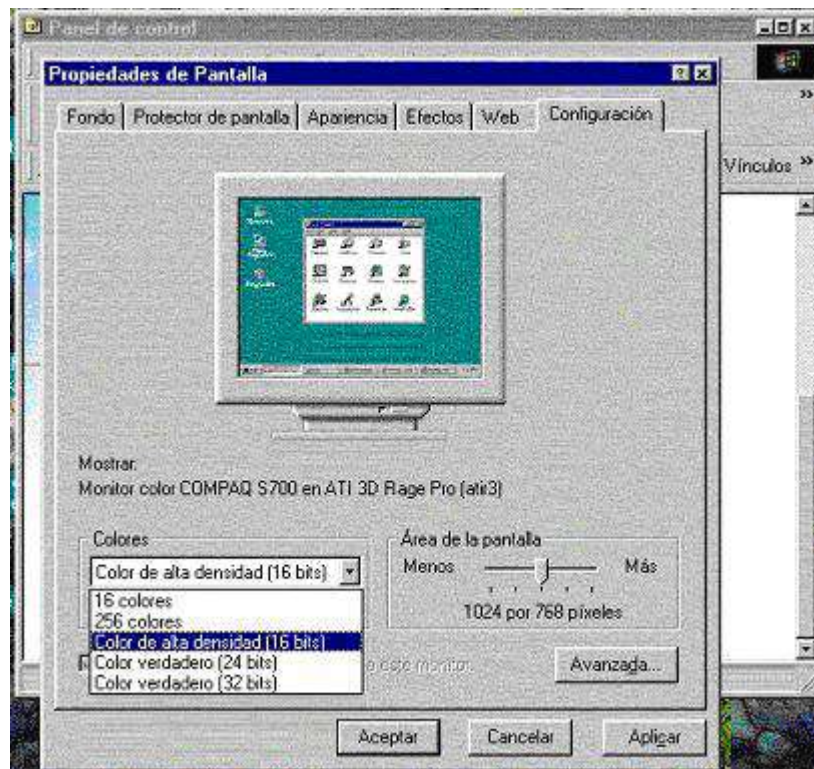 Panel de control
Propiedades de Pantalla
Fondo
Protector de pantalla
Apariencia
Efectos
Web
Configuración
Vínculos
Mostrar:
Monitor color COMPAQ S700 en ATI 3D Rage Pro (atir3)
Colores
Color de alta densidad (16 bits)
16 colores
256 colores
Color de alta densidad (16 bits)
Color verdadero (24 bits)
Color verdadero (32 bits)
Área de la pantalla
Menos
Más
1024 por 768 píxeles
este monitor.
Avanzada...
Aceptar
Cancelar
Aplicar